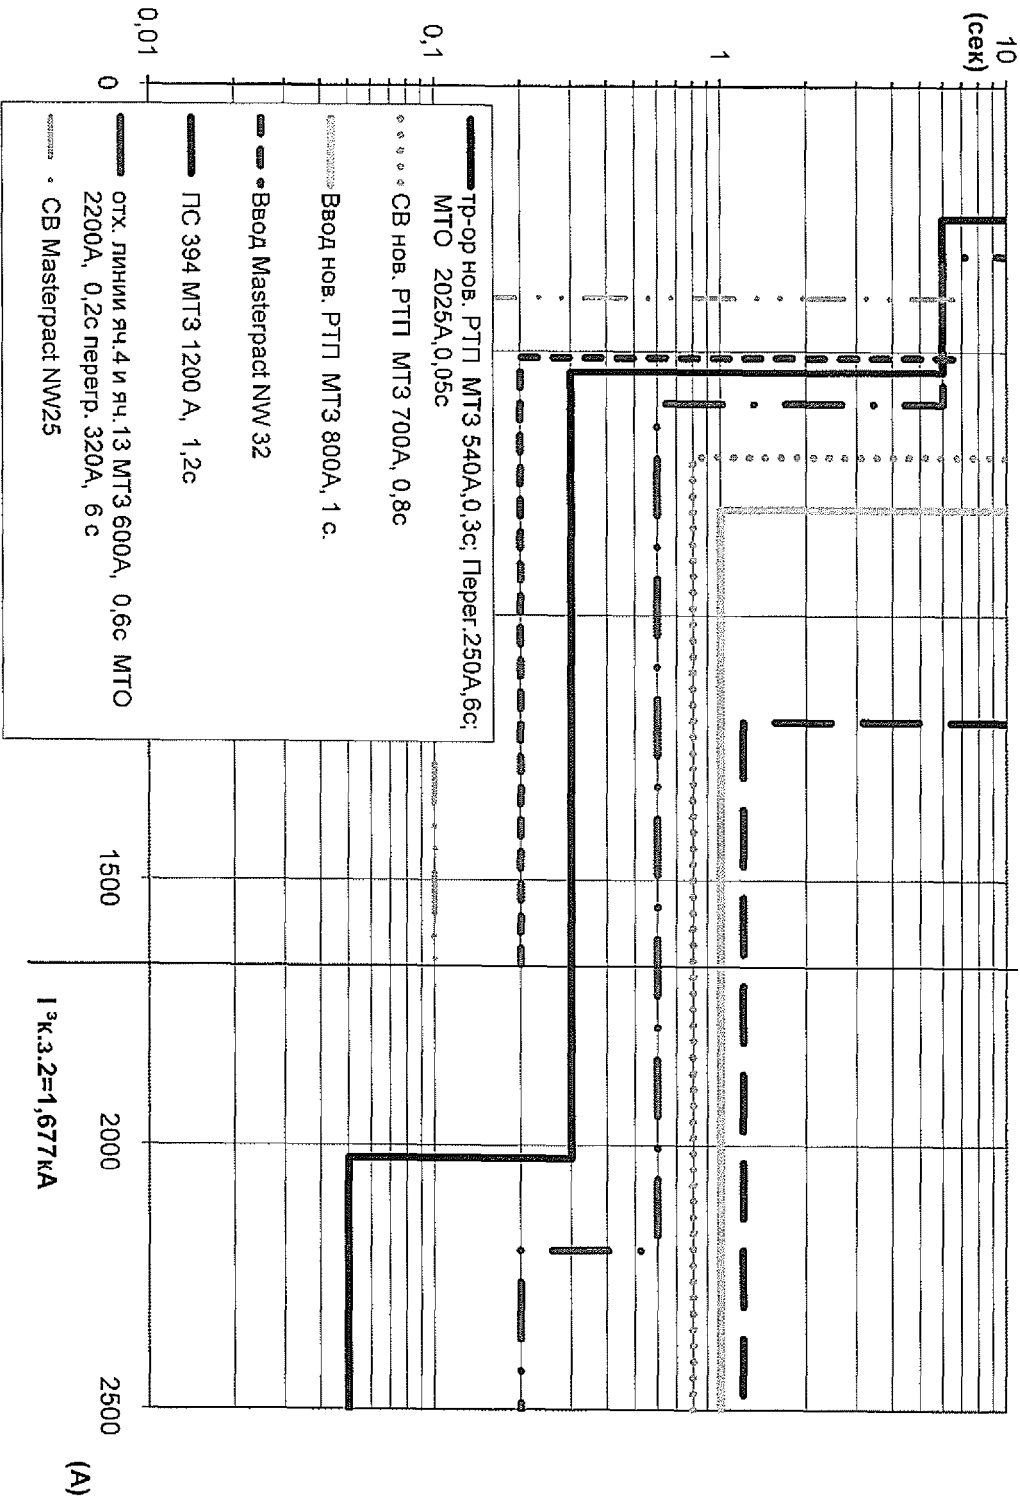 10
(сек)
1
0,1
0,01
0
1500
2000
2500
(А)
I³к.з.2=1,677кА
тр-ор нов. РТП МТЗ 540А,0,3с; Перег.250А,6с;
МТО 2025А,0,05с
СВ нов. РТП МТЗ 700А, 0,8с
Ввод нов. РТП МТЗ 800А, 1 с.
Ввод Masterpact NW 32
ПС 394 МТЗ 1200 А, 1,2с
отх. линии яч.4 и яч.13 МТЗ 600А, 0,6с МТО
2200А, 0,2с перегр. 320А, 6 с
СВ Masterpact NW25